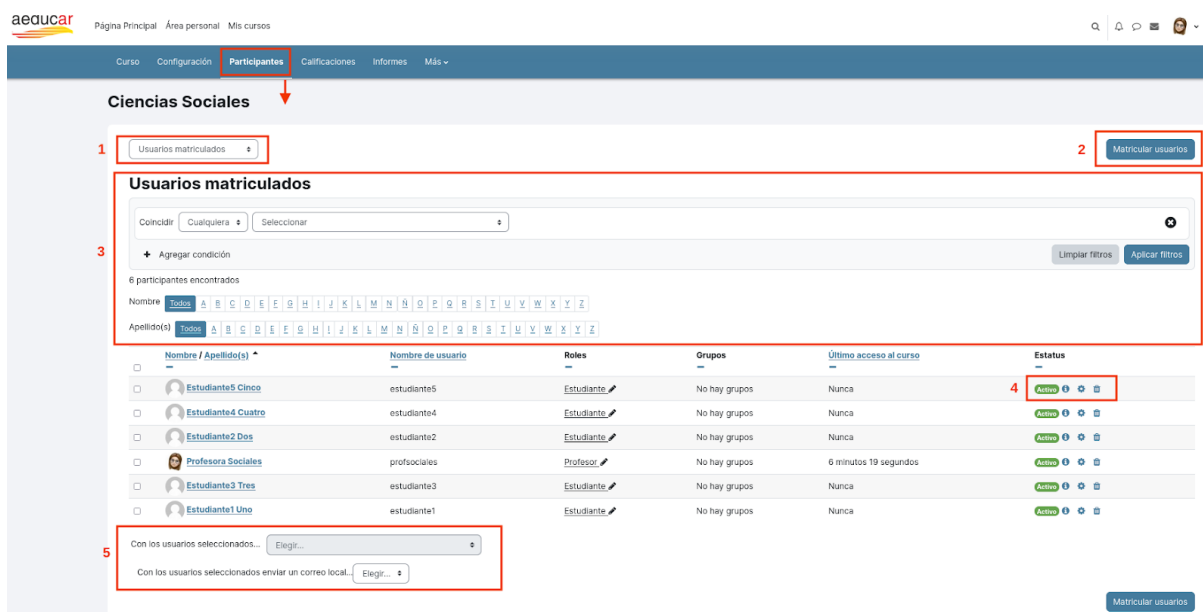 aeducar Página Principal Área personal Mis cursos
Curso Configuración Participantes Calificaciones Informes Más
Ciencias Sociales
1 Usuarios matriculados 2 Matricular usuarios
Usuarios matriculados
Coincidir Cualquiera Seleccionar
3 + Agregar condición Limpiar filtros Aplicar filtros
6 participantes encontrados
Nombre Todos A B C D E F G H I J K L M N Ñ O P Q R S T U V W X Y Z
Apellido(s) Todos A B C D E F G H I J K L M N Ñ O P Q R S T U V W X Y Z
Nombre / Apellido(s) Nombre de usuario Roles Grupos Último acceso al curso Estatus
Estudiante5 Cinco estudiante5 Estudiante No hay grupos Nunca 4 Activo
Estudiante4 Cuatro estudiante4 Estudiante No hay grupos Nunca Activo
Estudiante2 Dos estudiante2 Estudiante No hay grupos Nunca Activo
Profesora Sociales profsociales Profesor No hay grupos 6 minutos 19 segundos Activo
Estudiante3 Tres estudiante3 Estudiante No hay grupos Nunca Activo
Estudiante1 Uno estudiante1 Estudiante No hay grupos Nunca Activo
5 Con los usuarios seleccionados... Elegir...
Con los usuarios seleccionados enviar un correo local... Elegir...
Matricular usuarios